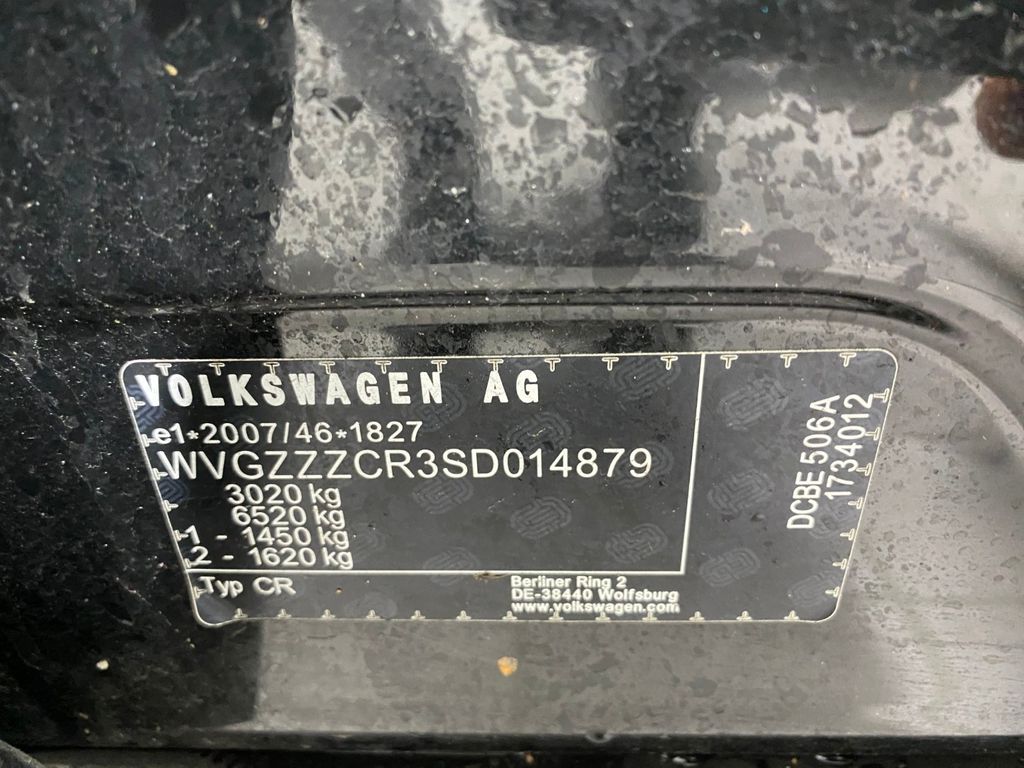 VOLKSWAGEN AG
e1*2007/46*1827
WVGZZZCR3SD014879
3020 kg
6520 kg
1 - 1450 kg
2 - 1620 kg
Typ CR
Berliner Ring 2
DE-38440 Wolfsburg
www.volkswagen.com
DCBE 506A
1734012